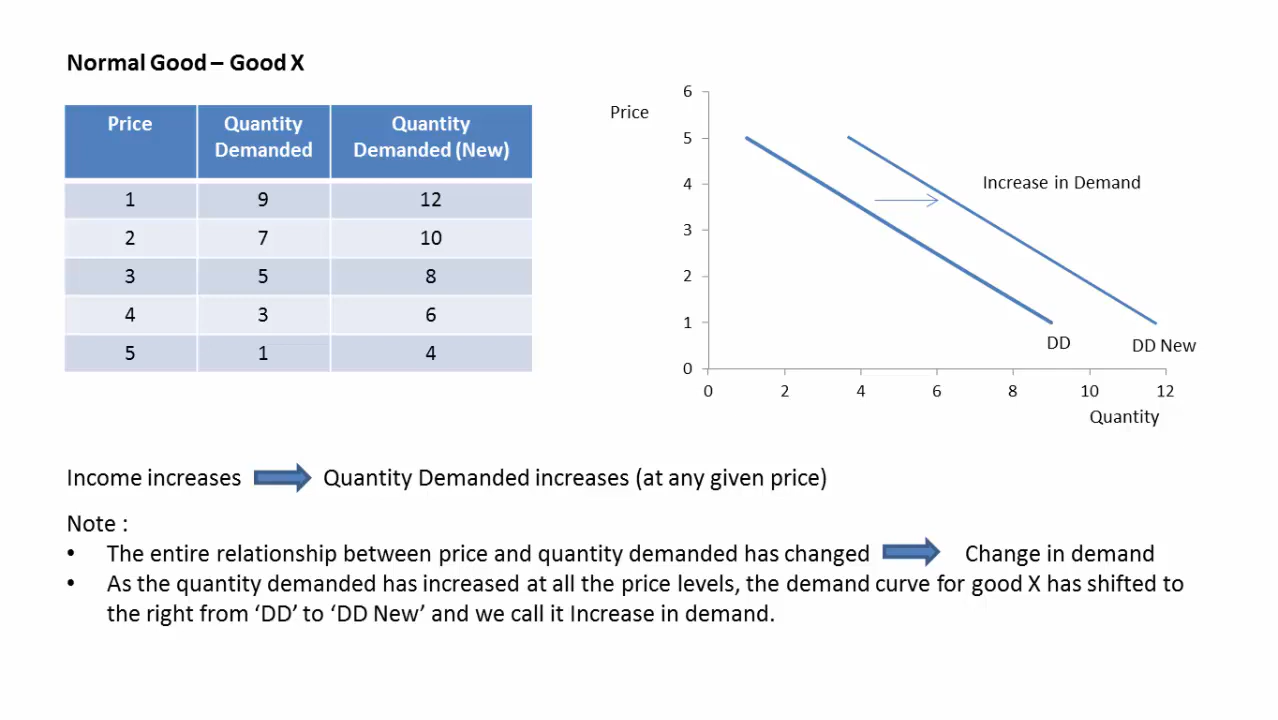 Normal Good – Good X
Price Quantity Demanded Quantity Demanded (New)
1 9 12
2 7 10
3 5 8
4 3 6
5 1 4
Price
6
5
4
3
2
1
0
Increase in Demand
DD
DD New
0 2 4 6 8 10 12
Quantity
Income increases Quantity Demanded increases (at any given price)
Note :
• The entire relationship between price and quantity demanded has changed Change in demand
• As the quantity demanded has increased at all the price levels, the demand curve for good X has shifted to
the right from ‘DD’ to ‘DD New’ and we call it Increase in demand.